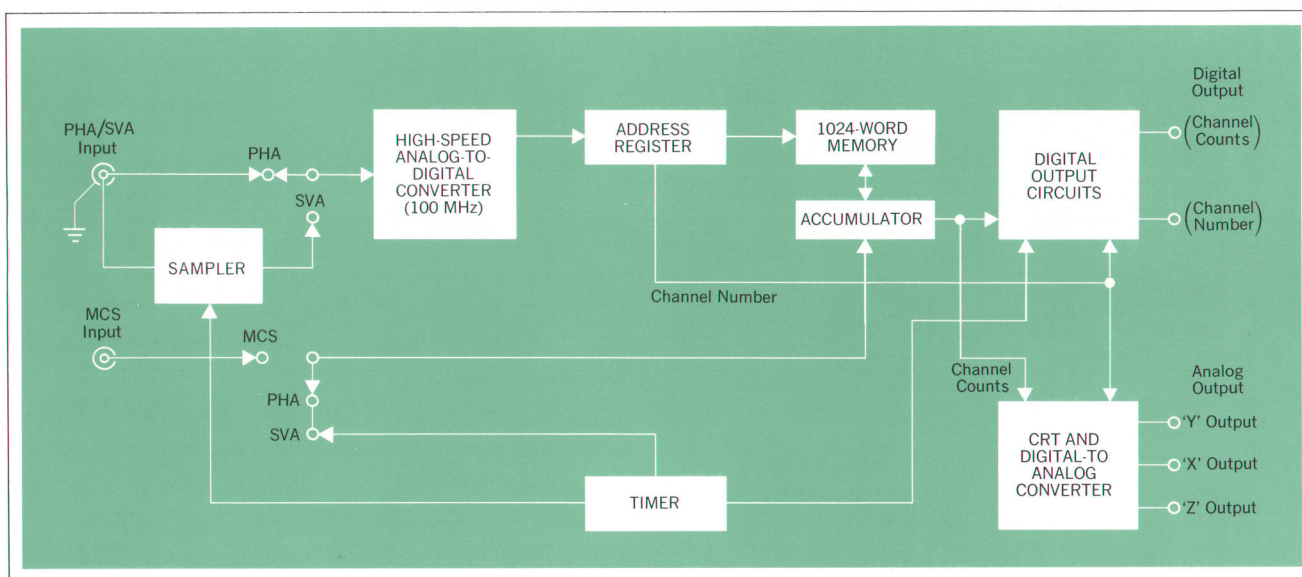 PHA/SVA
Input
PHA
SVA
SAMPLER
MCS
Input
MCS
PHA
SVA
HIGH-SPEED
ANALOG-TO-
DIGITAL
CONVERTER
(100 MHz)
ADDRESS
REGISTER
1024-WORD
MEMORY
ACCUMULATOR
Channel Number
TIMER
DIGITAL
OUTPUT
CIRCUITS
Digital
Output
(Channel
Counts)
(Channel
Number)
Channel
Counts
CRT AND
DIGITAL-TO
ANALOG
CONVERTER
Analog
Output
'Y' Output
'X' Output
'Z' Output